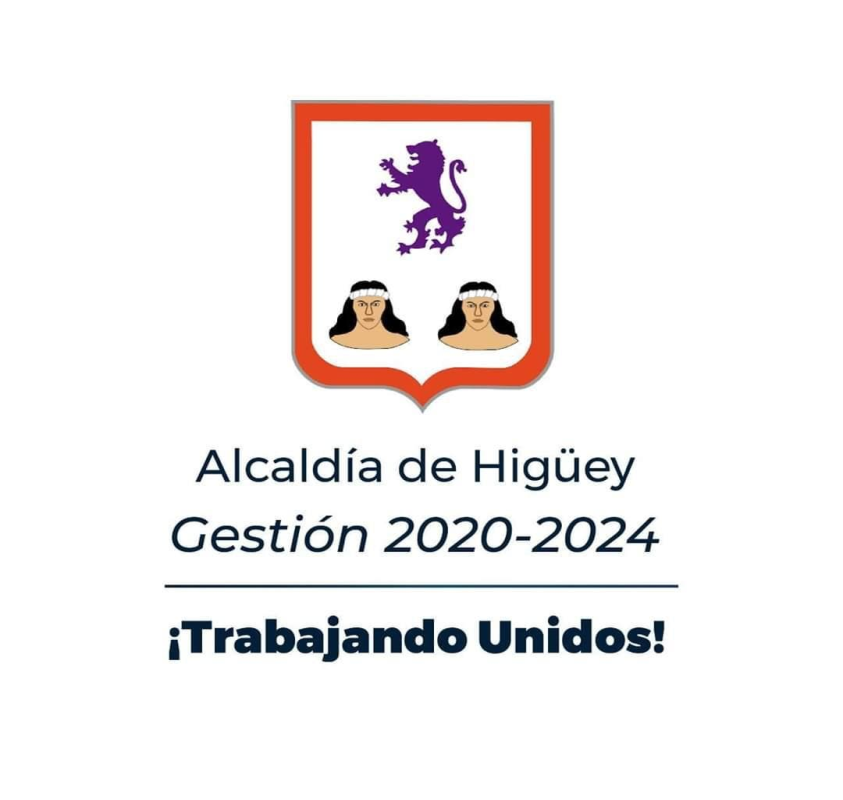 Alcaldía de Higüey
Gestión 2020-2024
¡Trabajando Unidos!